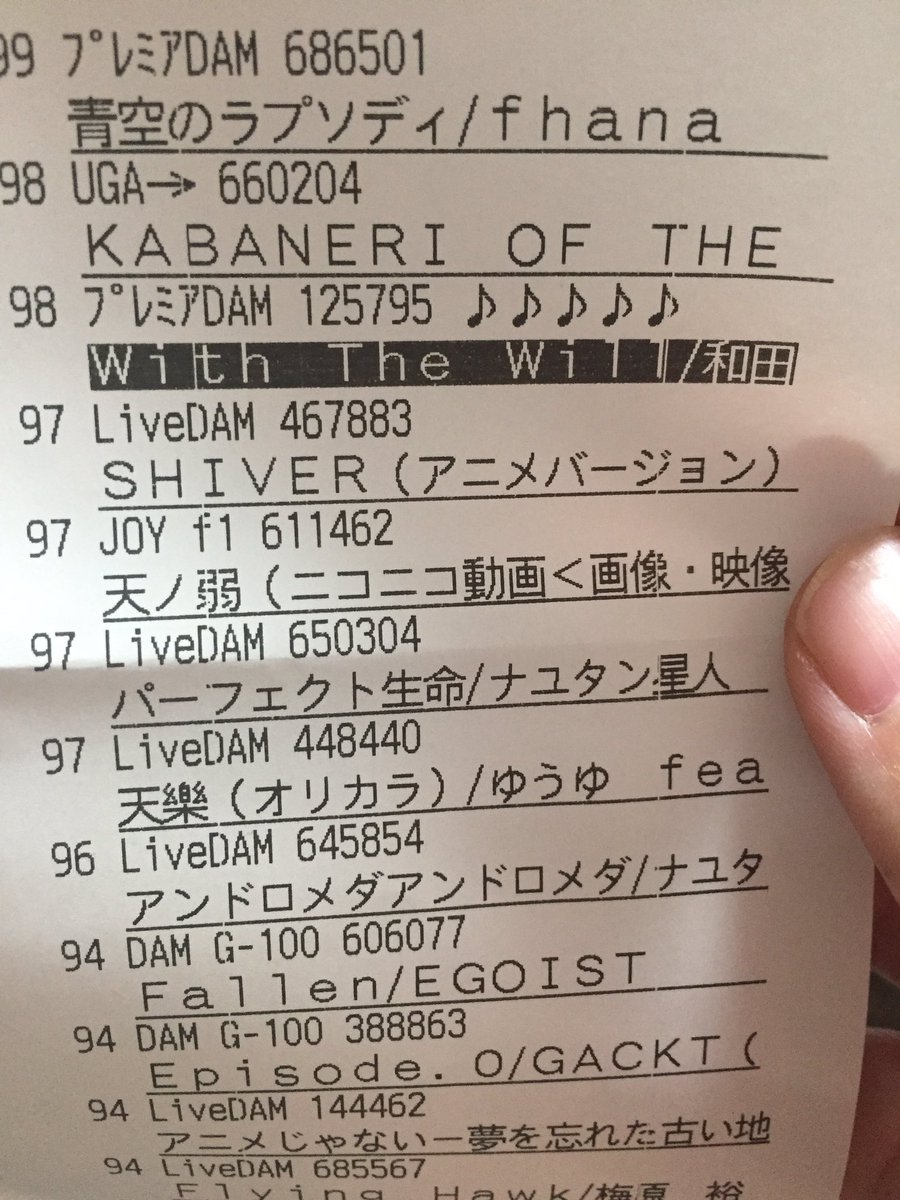 99 ﾌﾟﾚﾐｱDAM 686501
青空のラプソディ/fhana
98 UGA→ 660204
KABANERI OF THE
98 ﾌﾟﾚﾐｱDAM 125795 ♪♪♪♪♪
With The Will/和田
97 LiveDAM 467883
SHIVER(アニメバージョン)
97 JOY f1 611462
天ノ弱(ニコニコ動画<画像・映像
97 LiveDAM 650304
パーフェクト生命/ナユタン星人
97 LiveDAM 448440
天樂(オリカラ)/ゆうゆ fea
96 LiveDAM 645854
アンドロメダアンドロメダ/ナユタ
94 DAM G-100 606077
Fallen/EGOIST
94 DAM G-100 388863
Episode.0/GACKT(
94 LiveDAM 144462
アニメじゃない―夢を忘れた古い地
94 LiveDAM 685567
Flying Hawk/梅原 裕